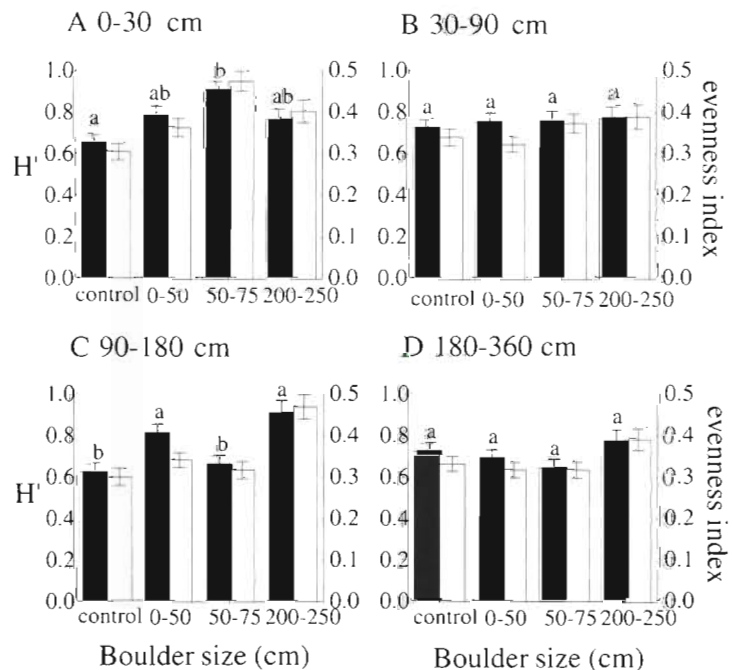 A 0-30 cm
B 30-90 cm
1.0 0.5 1.0 0.5
0.8 0.4 0.8 0.4
0.6 0.3 0.6 0.3
0.4 0.2 0.4 0.2
0.2 0.1 0.2 0.1
0.0 0.0 0.0 0.0
a ab b ab
a a a a
H'
evenness index
control 0-50 50-75 200-250
control 0-50 50-75 200-250
C 90-180 cm
D 180-360 cm
1.0 0.5 1.0 0.5
0.8 0.4 0.8 0.4
0.6 0.3 0.6 0.3
0.4 0.2 0.4 0.2
0.2 0.1 0.2 0.1
0.0 0.0 0.0 0.0
b a b a
a a a a
H'
evenness index
control 0-50 50-75 200-250
control 0-50 50-75 200-250
Boulder size (cm)
Boulder size (cm)